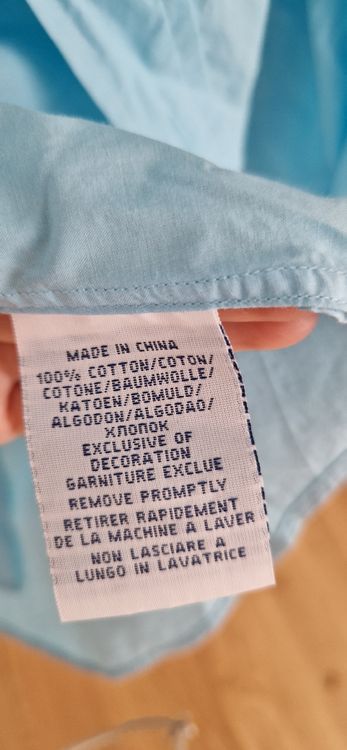 MADE IN CHINA
100% COTTON/COTON/
COTONE/BAUMWOLLE/
KATOEN/BOMULD/
ALGODON/ALGODAO/
ХЛОПОК
EXCLUSIVE OF
DECORATION
GARNITURE EXCLUE
REMOVE PROMPTLY
RETIRER RAPIDEMENT
DE LA MACHINE A LAVER
NON LASCIARE A
LUNGO IN LAVATRICE